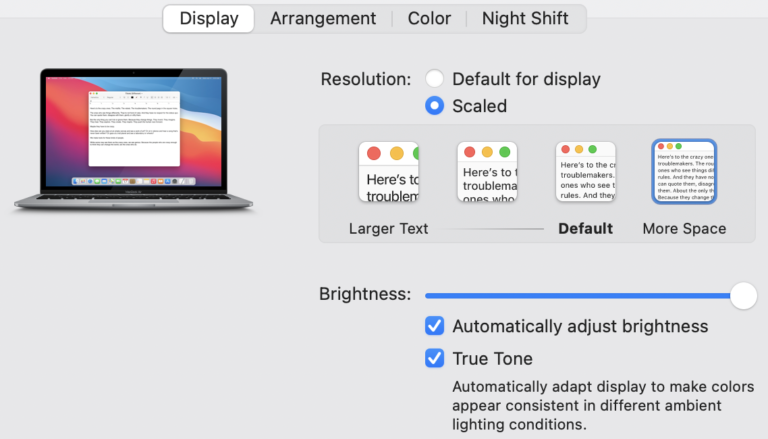 Display Arrangement Color Night Shift
Resolution: Default for display
Scaled
Here's to
troublem
Here's to t
troublema
ones who
Here's to the cr
troublemakers.
ones who see t
rules. And they
Here's to the crazy
troublemakers. The rou
ones who see things dif
rules. And they have no
can quote them, disagr
them. About the only th
Because they change t
Larger Text Default More Space
Brightness:
Automatically adjust brightness
True Tone
Automatically adapt display to make colors
appear consistent in different ambient
lighting conditions.